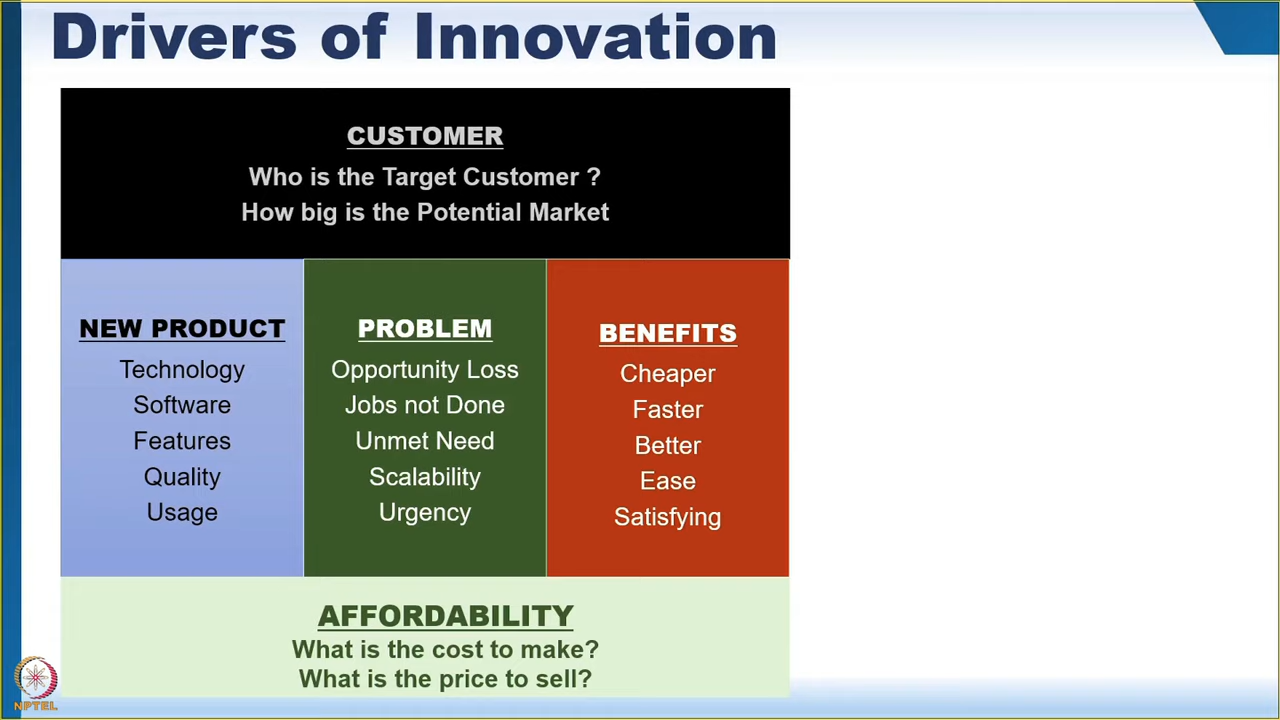 Drivers of Innovation
CUSTOMER
Who is the Target Customer ?
How big is the Potential Market
NEW PRODUCT
Technology
Software
Features
Quality
Usage
PROBLEM
Opportunity Loss
Jobs not Done
Unmet Need
Scalability
Urgency
BENEFITS
Cheaper
Faster
Better
Ease
Satisfying
AFFORDABILITY
What is the cost to make?
What is the price to sell?
NPTEL